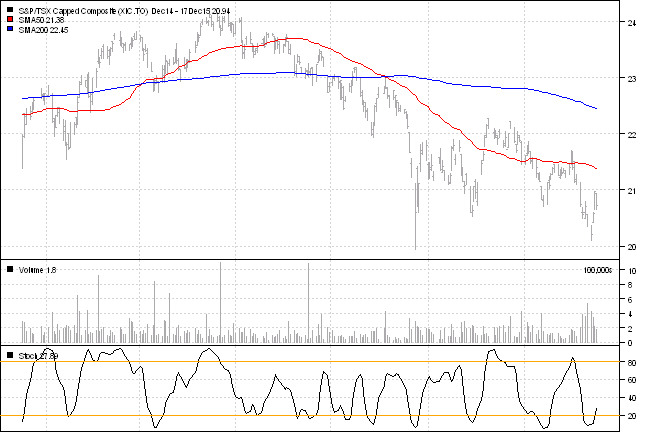 S&P/TSX Capped Composite (XIC.TO) Dec14 - 17Dec15 20.94
SMA50 21.38
SMA200 22.45
24
23
22
21
20
Volume 1.8
100,000s
10
8
6
4
2
0
Stoch 27.89
80
60
40
20